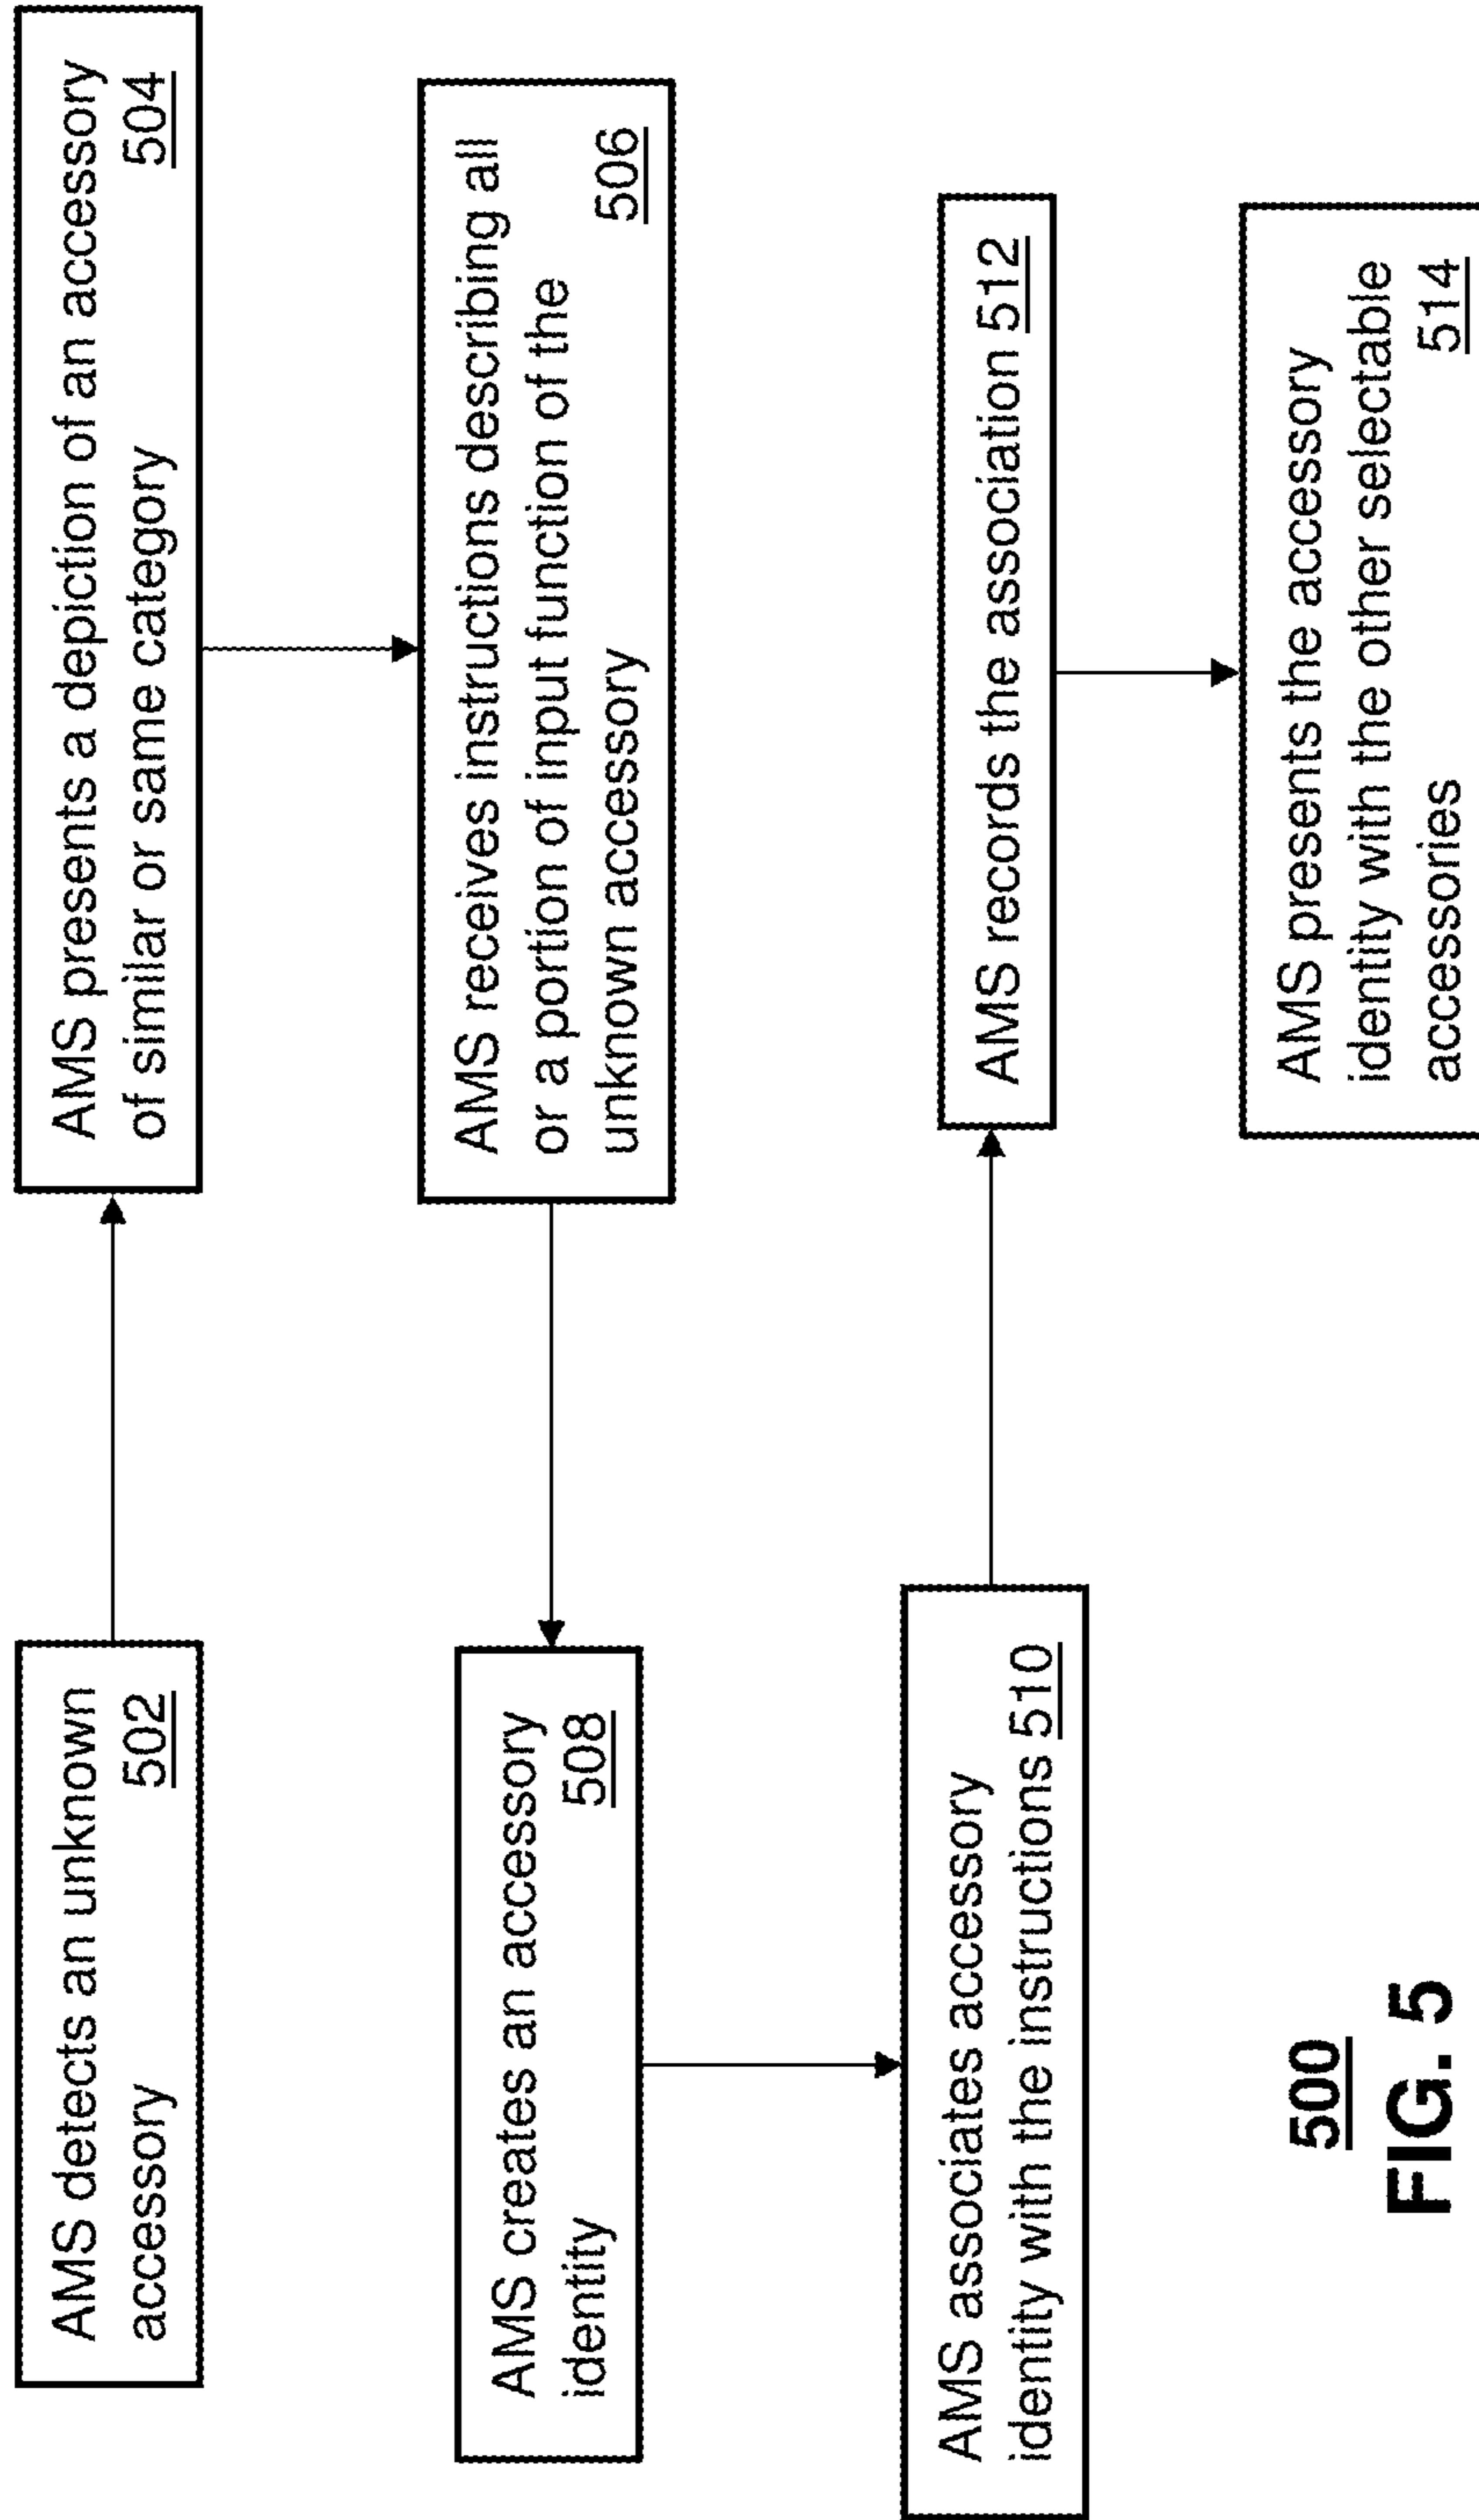 AMS detects an unknown
accessory 502
AMS presents a depiction of an accessory
of similar or same category 504
AMS receives instructions describing all
or a portion of input function of the
unknown accessory 506
AMS creates an accessory
identity 508
AMS associates accessory
identity with the instructions 510
AMS records the association 512
AMS presents the accessory
identity with the other selectable
accessories 514
500
FIG. 5